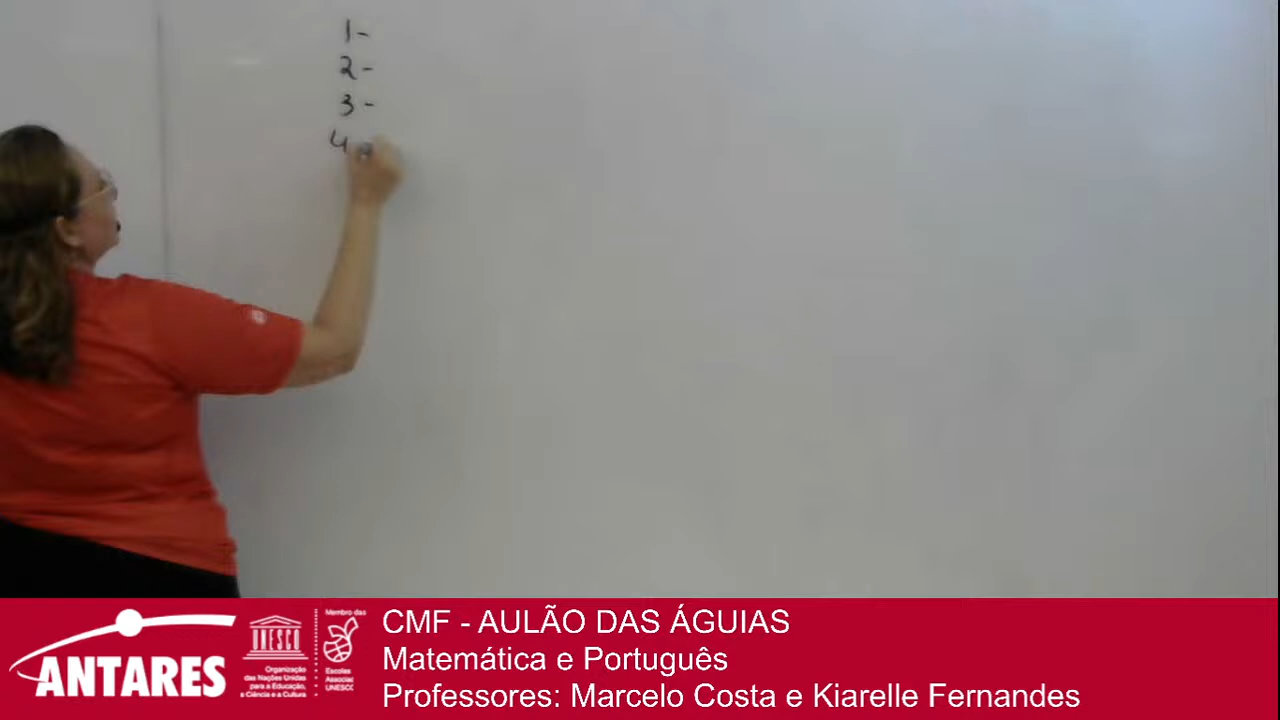 1-
2-
3-
4
CMF - AULÃO DAS ÁGUIAS
Matemática e Português
Professores: Marcelo Costa e Kiarelle Fernandes
ANTARES
UNESCO
Organização
das Nações Unidas
para a Educação,
a Ciência e a Cultura
Membro das
Escolas
Associadas
UNESCO